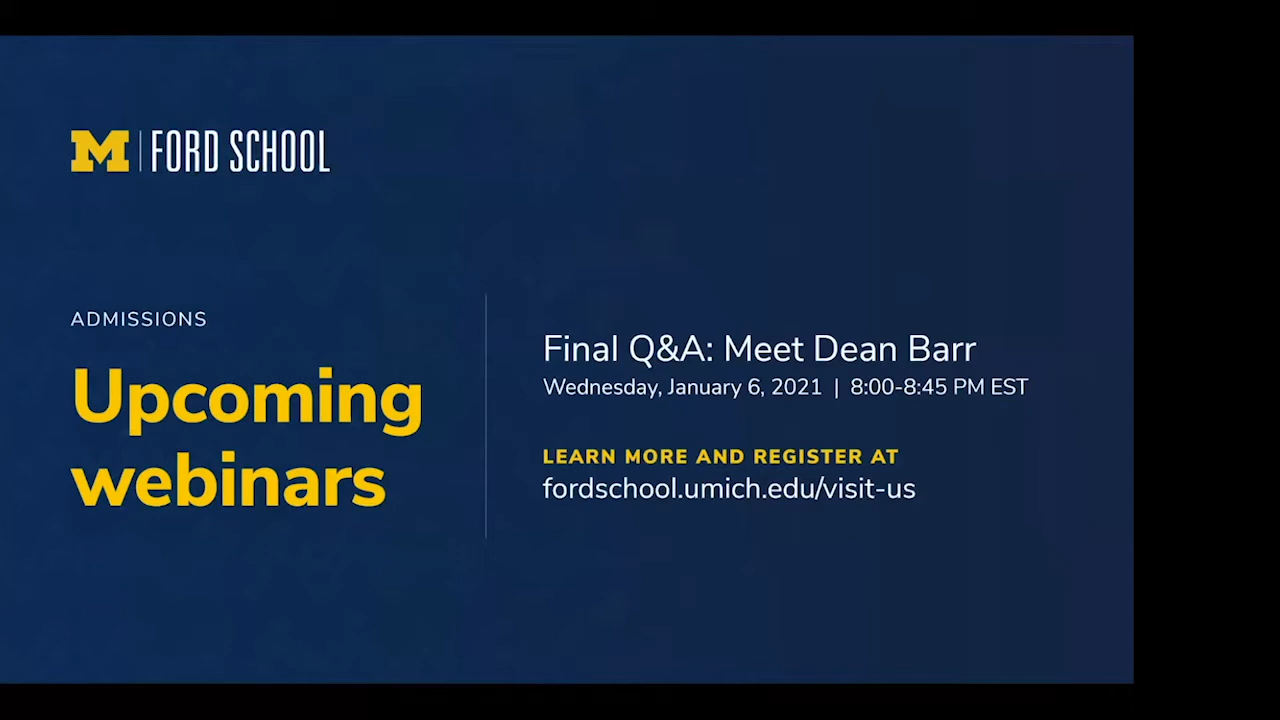 M | FORD SCHOOL
ADMISSIONS
Upcoming
webinars
Final Q&A: Meet Dean Barr
Wednesday, January 6, 2021 | 8:00-8:45 PM EST
LEARN MORE AND REGISTER AT
fordschool.umich.edu/visit-us